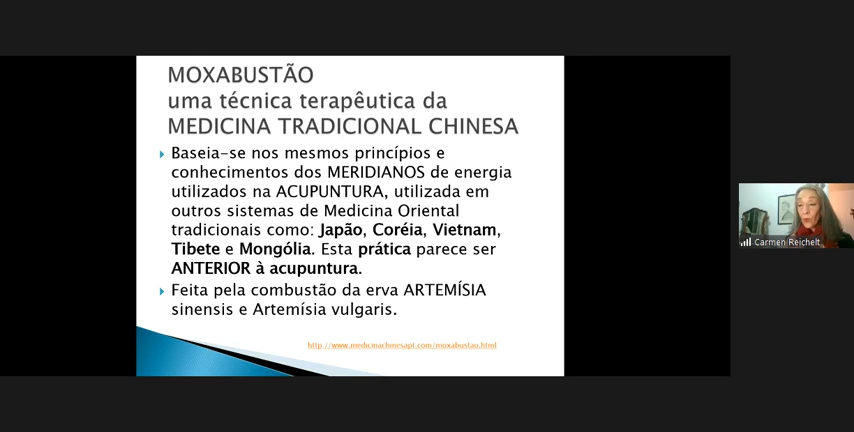 MOXABUSTÃO
uma técnica terapêutica da
MEDICINA TRADICIONAL CHINESA
Baseia-se nos mesmos princípios e
conhecimentos dos MERIDIANOS de energia
utilizados na ACUPUNTURA, utilizada em
outros sistemas de Medicina Oriental
tradicionais como: Japão, Coréia, Vietnam,
Tibete e Mongólia. Esta prática parece ser
ANTERIOR à acupuntura.
Feita pela combustão da erva ARTEMÍSIA
sinensis e Artemísia vulgaris.
http://www.medicinachinesapt.com/moxabustao.html
Carmen Reichelt